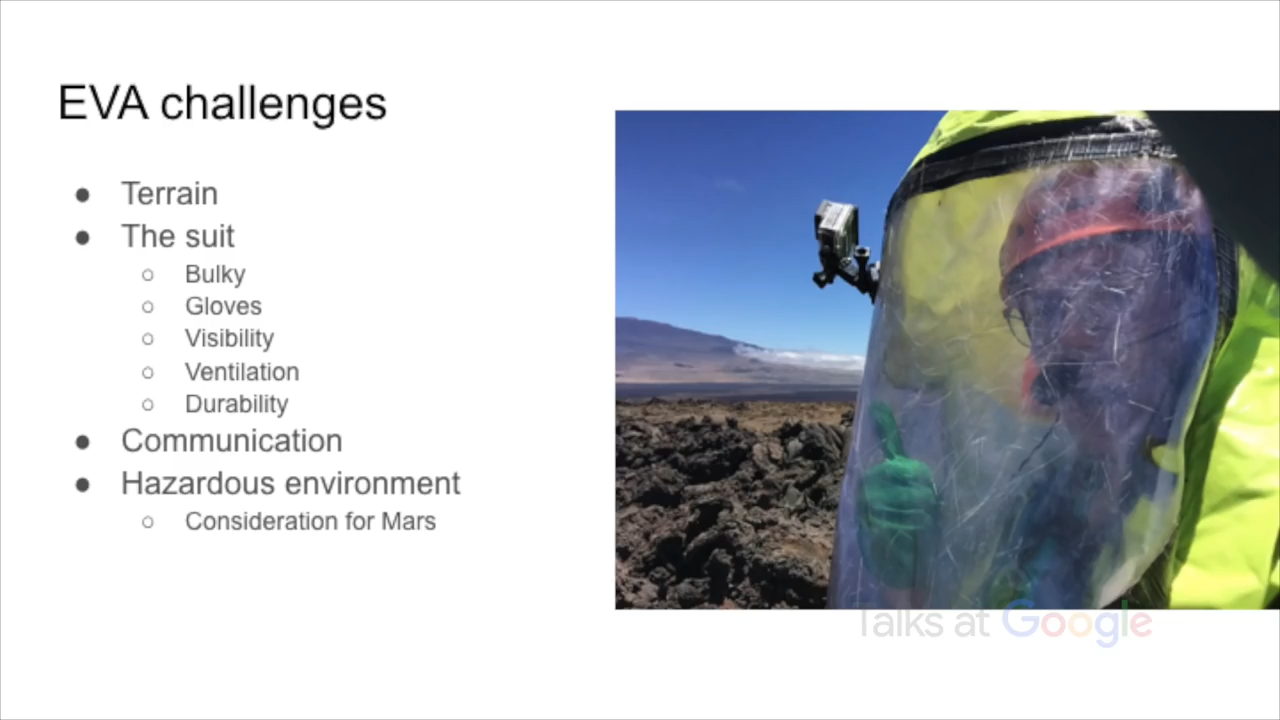 EVA challenges
● Terrain
● The suit
○ Bulky
○ Gloves
○ Visibility
○ Ventilation
○ Durability
● Communication
● Hazardous environment
○ Consideration for Mars
Talks at Google